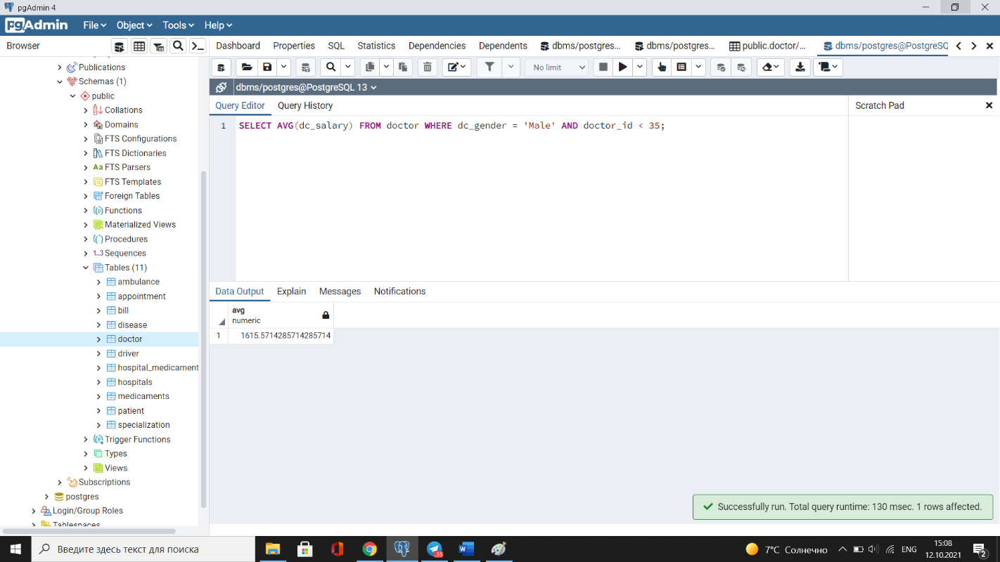 pgAdmin 4
pgAdmin
File Object Tools Help
Browser
Dashboard Properties SQL Statistics Dependencies Dependents dbms/postgres... dbms/postgres... public.doctor/... dbms/postgres@PostgreSQ
No limit
Publications
Schemas (1)
public
Collations
Domains
FTS Configurations
FTS Dictionaries
Aa FTS Parsers
FTS Templates
Foreign Tables
Functions
Materialized Views
Procedures
1..3 Sequences
Tables (11)
ambulance
appointment
bill
disease
doctor
driver
hospital_medicament
hospitals
medicaments
patient
specialization
Trigger Functions
Types
Views
Subscriptions
postgres
Login/Group Roles
Tablespaces
dbms/postgres@PostgreSQL 13
Query Editor Query History
Scratch Pad
1 SELECT AVG(dc_salary) FROM doctor WHERE dc_gender = 'Male' AND doctor_id < 35;
Data Output Explain Messages Notifications
avg
numeric
1 1615.5714285714285714
Successfully run. Total query runtime: 130 msec. 1 rows affected.
Введите здесь текст для поиска
55
7°C Солнечно
ENG
15:08
12.10.2021
2